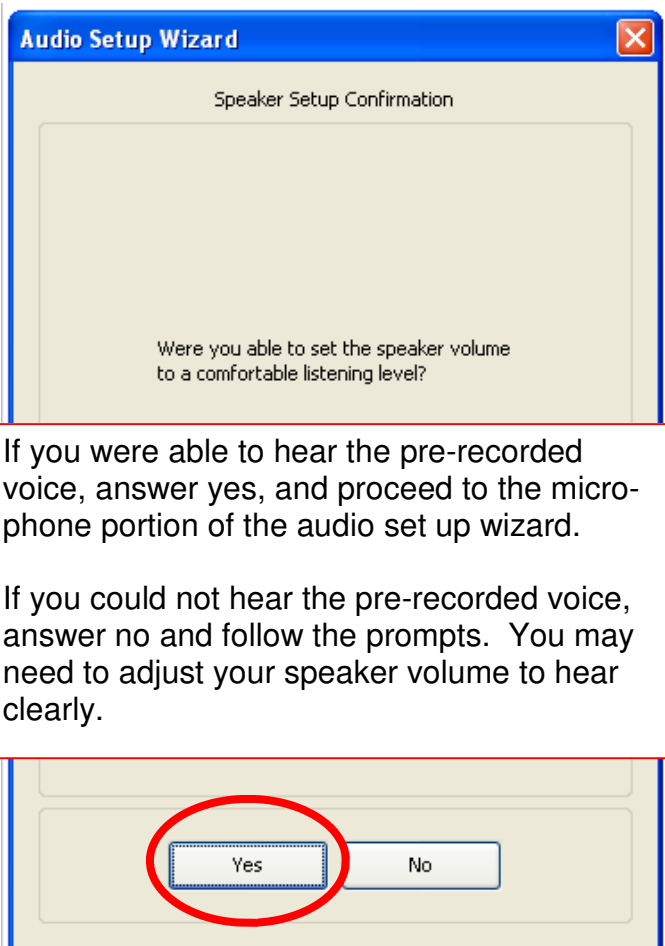 Audio Setup Wizard
Speaker Setup Confirmation
Were you able to set the speaker volume
to a comfortable listening level?
If you were able to hear the pre-recorded
voice, answer yes, and proceed to the micro-
phone portion of the audio set up wizard.
If you could not hear the pre-recorded voice,
answer no and follow the prompts.  You may
need to adjust your speaker volume to hear
clearly.
Yes No